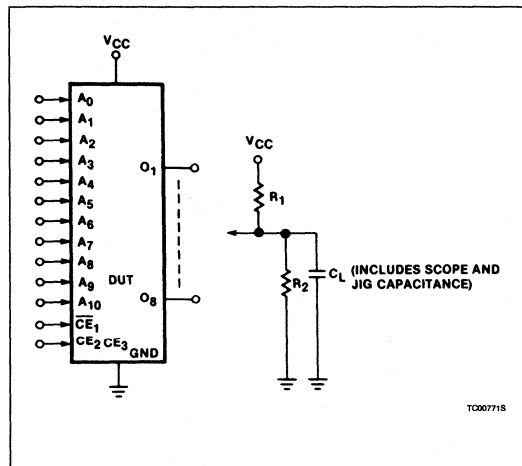 VCC
A0
A1
A2
A3
A4
A5
A6
A7
A8
A9
A10
CE1
CE2 CE3
GND
DUT
O1
O8
VCC
R1
R2
CL (INCLUDES SCOPE AND
JIG CAPACITANCE)
TC00771S